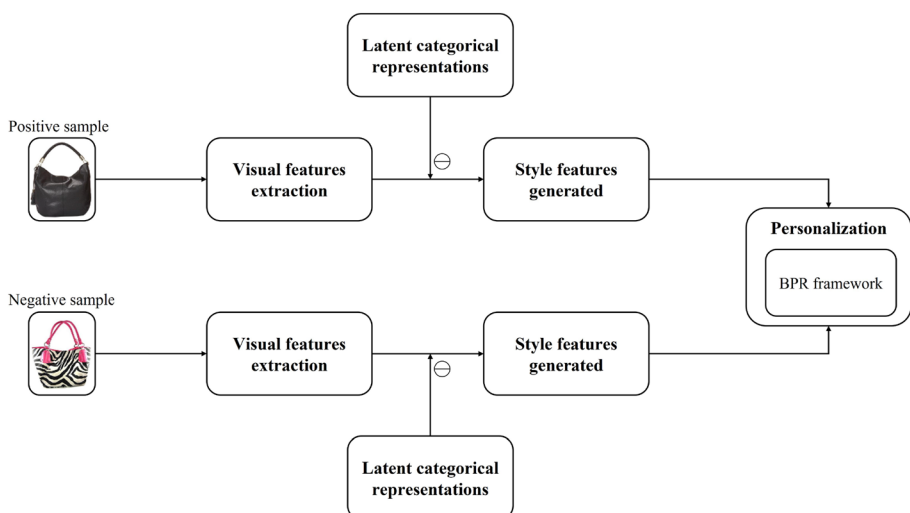 Latent categorical
representations
Positive sample
Visual features
extraction
Style features
generated
Personalization
BPR framework
Negative sample
Visual features
extraction
Style features
generated
Latent categorical
representations